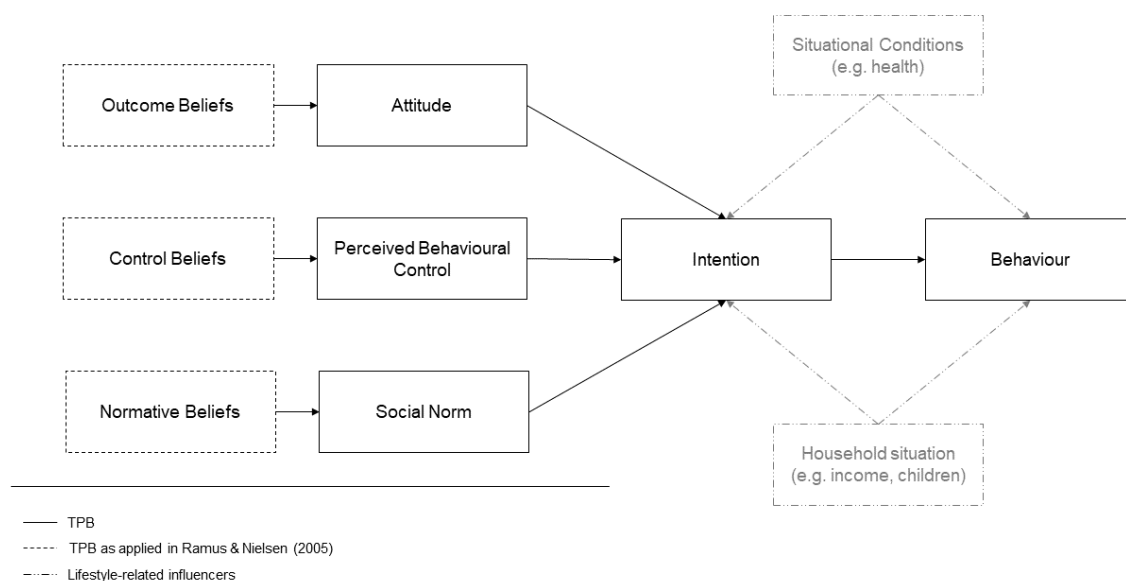 Situational Conditions
(e.g. health)
Outcome Beliefs
Attitude
Control Beliefs
Perceived Behavioural
Control
Intention
Behaviour
Normative Beliefs
Social Norm
Household situation
(e.g. income, children)
TPB
TPB as applied in Ramus & Nielsen (2005)
Lifestyle-related influencers